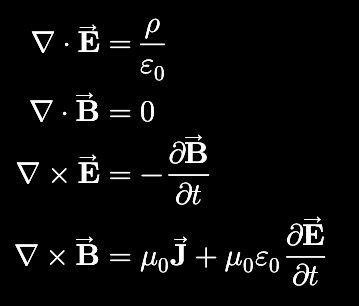 ∇ · E⃗ = ρ/ε₀
∇ · B⃗ = 0
∇ × E⃗ = −∂B⃗/∂t
∇ × B⃗ = μ₀J⃗ + μ₀ε₀ ∂E⃗/∂t